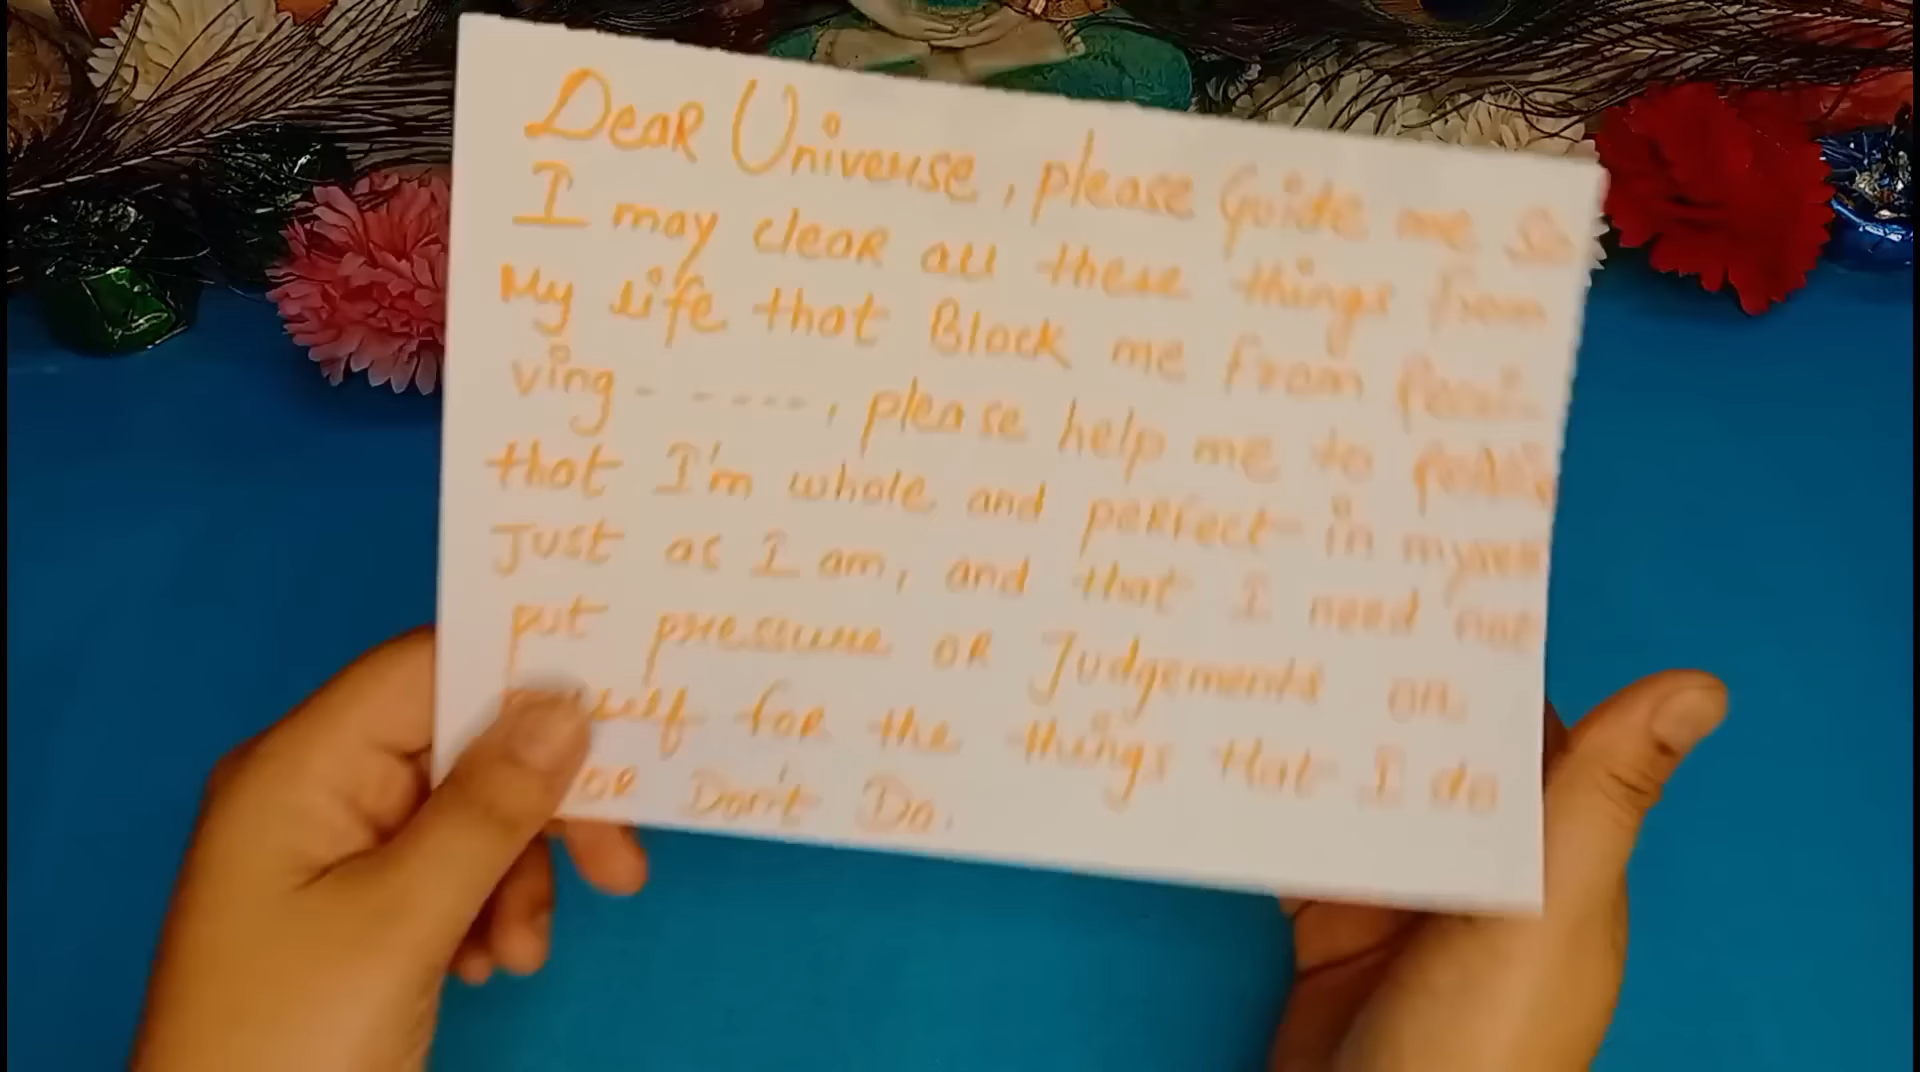 Dear Universe, please Guide me so
I may clear all these things from
My life that Block me from Recei-
ving - - - - - -, please help me to
that I'm whole and perfect in myself
Just as I am, and that I need not
put pressure or Judgements on
myself for the things that I do
or Don't Do.